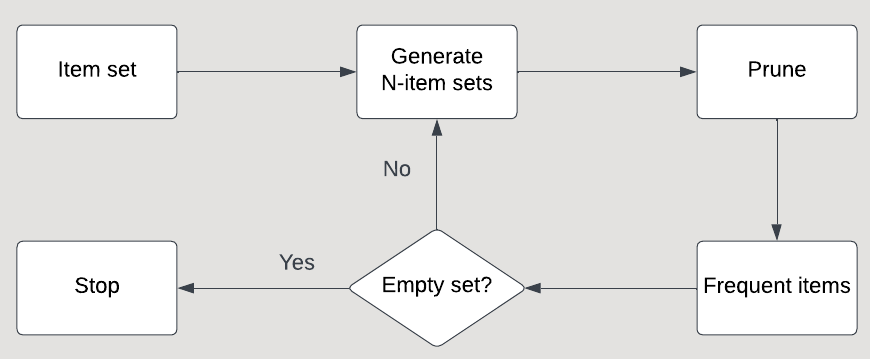 Item set
Generate
N-item sets
Prune
No
Yes
Stop
Empty set?
Frequent items